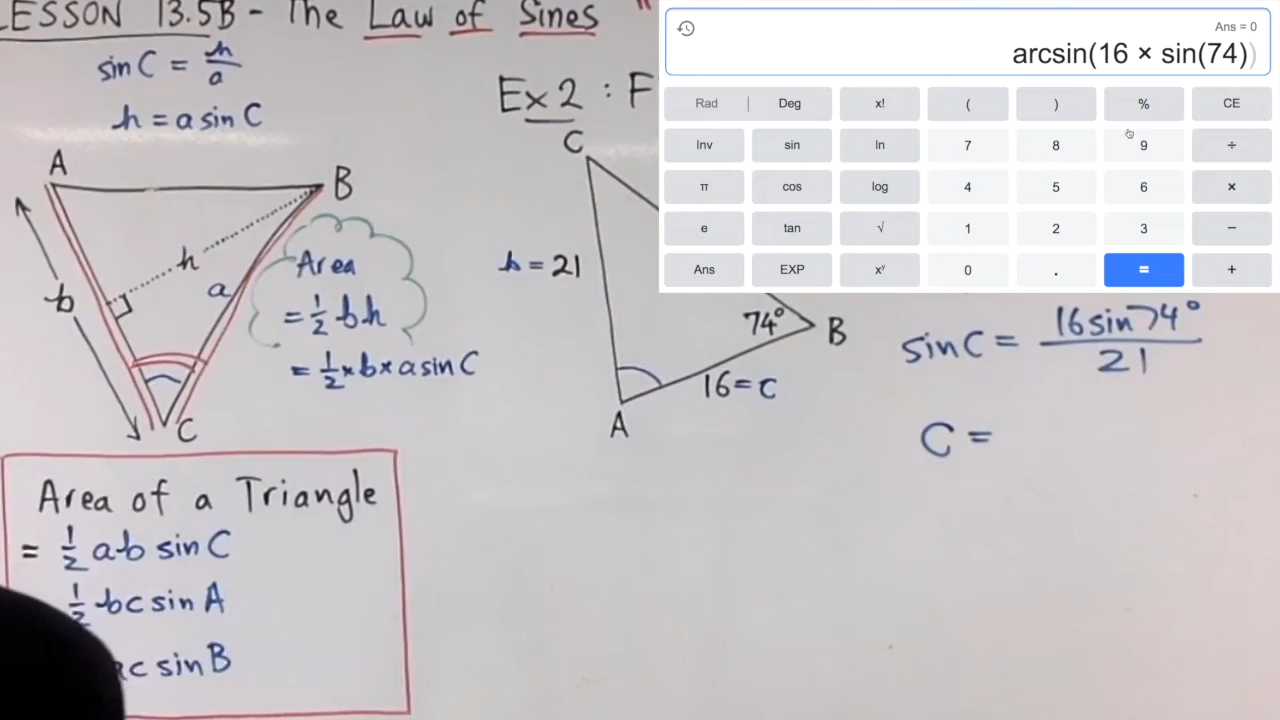 LESSON 13.5B - The Law of Sines "
sin C = h/a
h = a sin C
A
B
h
b
a
C
Area
= 1/2 bh
= 1/2 × b × a sin C
Area of a Triangle
= 1/2 ab sin C
1/2 bc sin A
ac sin B
Ex 2 : F
C
b = 21
74°
B
16 = c
A
sin C = 16 sin 74° / 21
C =
Ans = 0
arcsin(16 × sin(74))
Rad | Deg x! ( ) % CE
Inv sin ln 7 8 9 ÷
π cos log 4 5 6 ×
e tan √ 1 2 3 −
Ans EXP xʸ 0 . = +